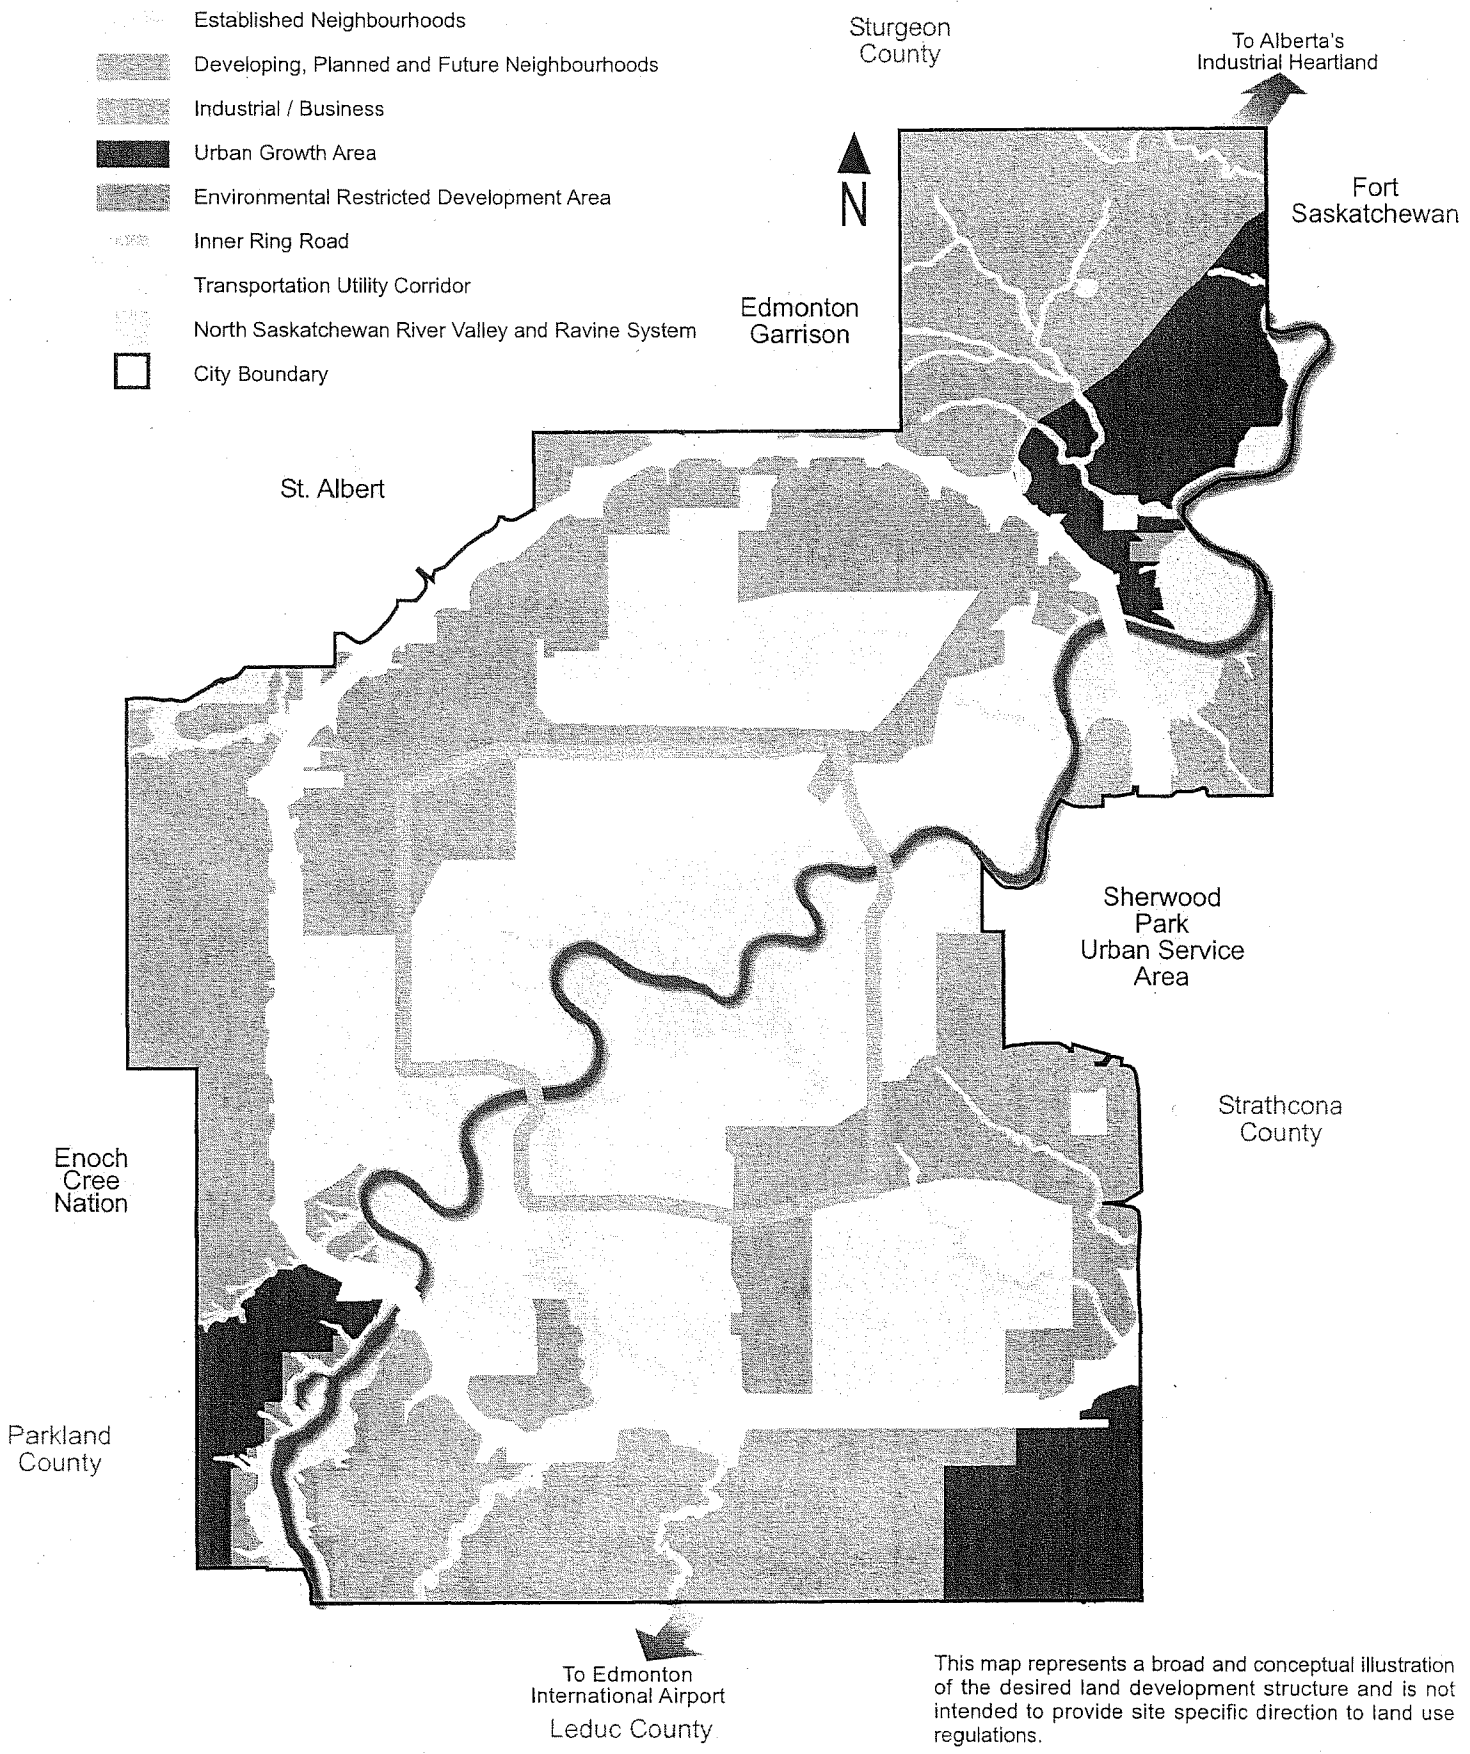 Established Neighbourhoods
Developing, Planned and Future Neighbourhoods
Industrial / Business
Urban Growth Area
Environmental Restricted Development Area
Inner Ring Road
Transportation Utility Corridor
North Saskatchewan River Valley and Ravine System
City Boundary
Sturgeon
County
To Alberta's
Industrial Heartland
N
Fort
Saskatchewan
Edmonton
Garrison
St. Albert
Sherwood
Park
Urban Service
Area
Strathcona
County
Enoch
Cree
Nation
Parkland
County
To Edmonton
International Airport
Leduc County
This map represents a broad and conceptual illustration
of the desired land development structure and is not
intended to provide site specific direction to land use
regulations.